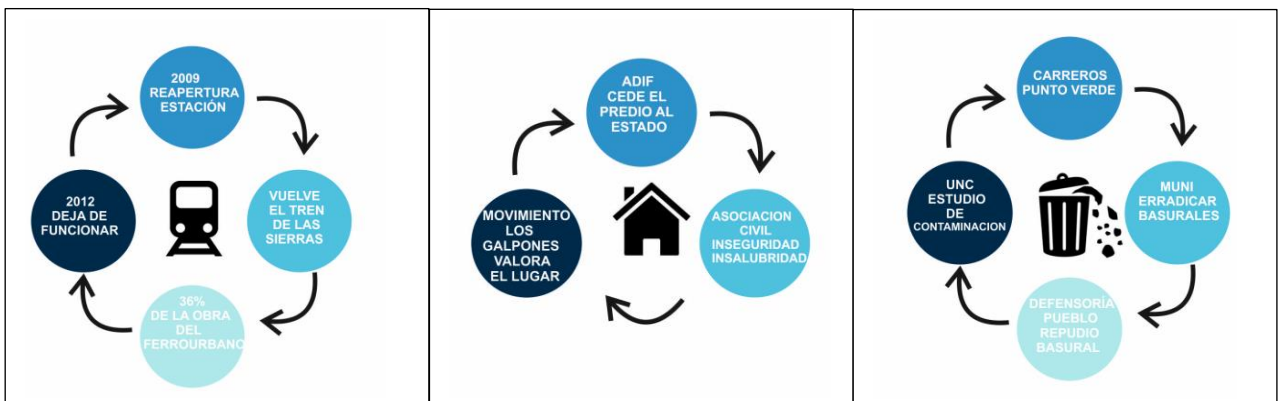 2009
REAPERTURA
ESTACIÓN
VUELVE
EL TREN
DE LAS
SIERRAS
36%
DE LA OBRA
DEL
FERROURBANO
2012
DEJA DE
FUNCIONAR
ADIF
CEDE EL
PREDIO AL
ESTADO
ASOCIACION
CIVIL
INSEGURIDAD
INSALUBRIDAD
MOVIMIENTO
LOS
GALPONES
VALORA
EL LUGAR
CARREROS
PUNTO VERDE
MUNI
ERRADICAR
BASURALES
DEFENSORÍA
PUEBLO
REPUDIO
BASURAL
UNC
ESTUDIO
DE
CONTAMINACION